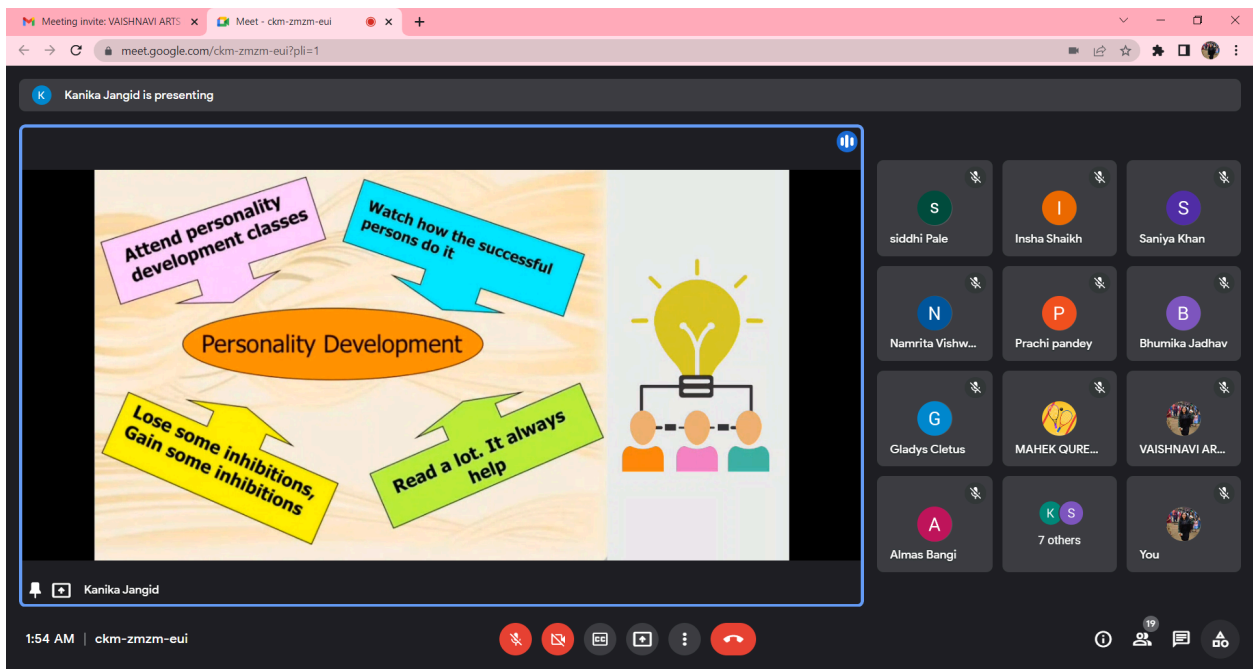 Meeting invite: VAISHNAVI ARTS
Meet - ckm-zmzm-eui
meet.google.com/ckm-zmzm-eui?pli=1
K Kanika Jangid is presenting
Attend personality
development classes
Watch how the successful
persons do it
Personality Development
Lose some inhibitions,
Gain some inhibitions
Read a lot. It always
help
Kanika Jangid
s
siddhi Pale
I
Insha Shaikh
S
Saniya Khan
N
Namrita Vishw...
P
Prachi pandey
B
Bhumika Jadhav
G
Gladys Cletus
MAHEK QURE...
VAISHNAVI AR...
A
Almas Bangi
K S
7 others
You
1:54 AM | ckm-zmzm-eui
CC
19